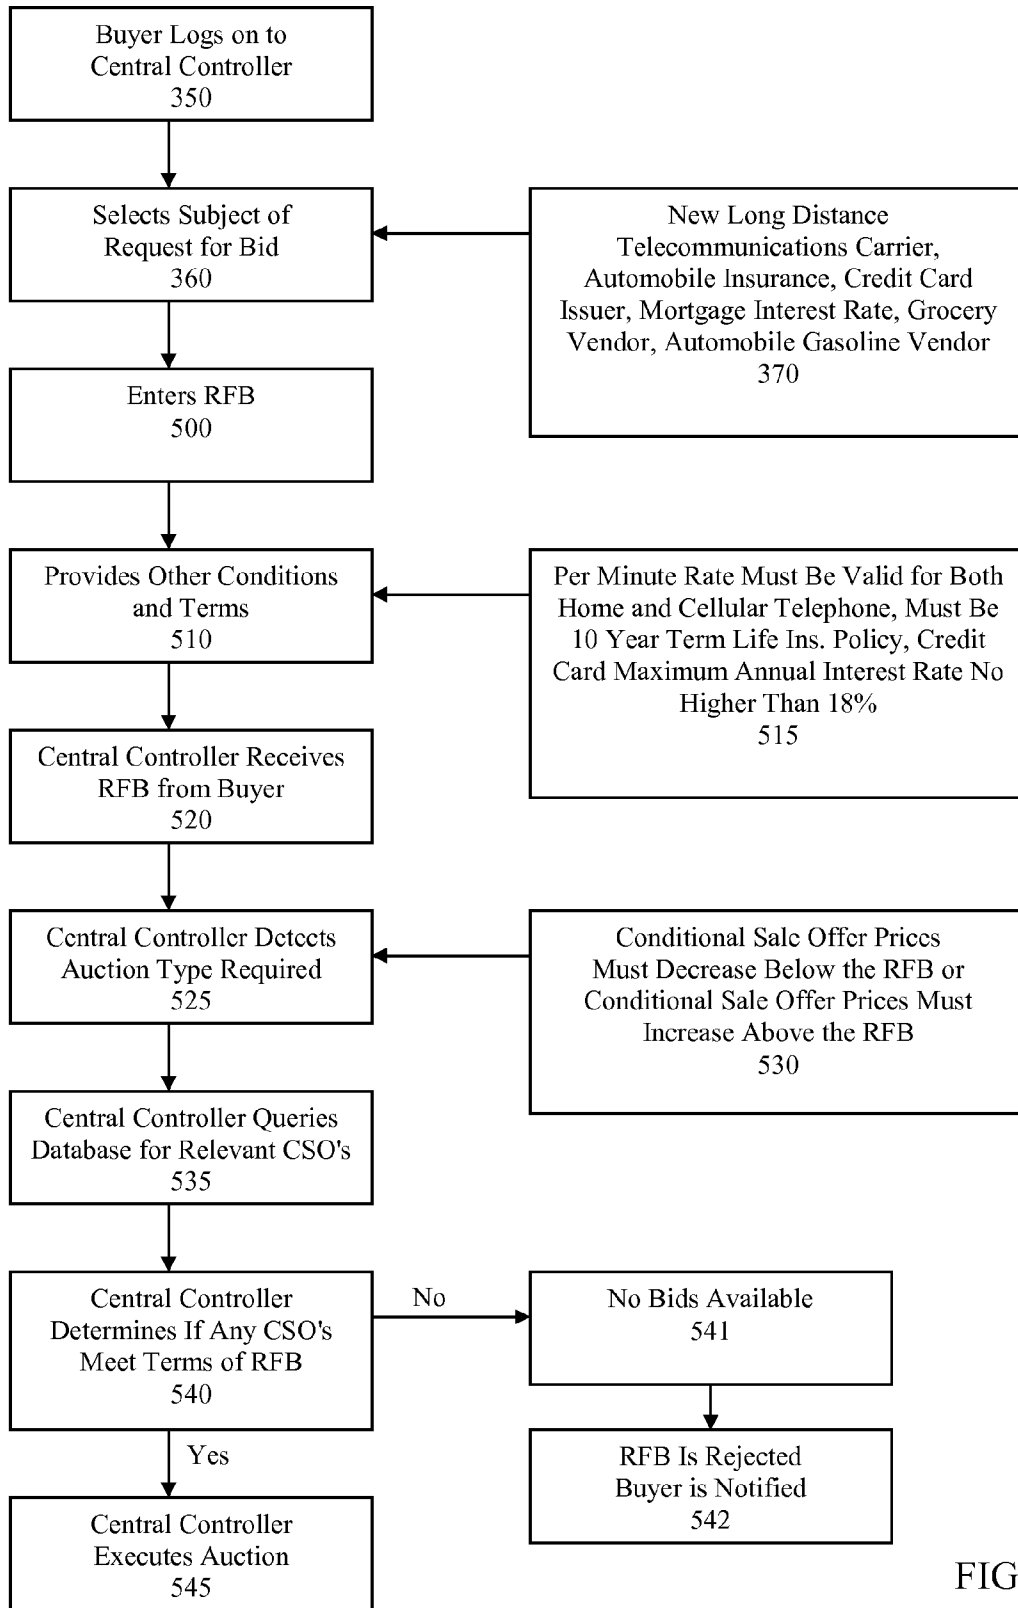 Buyer Logs on to
Central Controller
350
Selects Subject of
Request for Bid
360
New Long Distance
Telecommunications Carrier,
Automobile Insurance, Credit Card
Issuer, Mortgage Interest Rate, Grocery
Vendor, Automobile Gasoline Vendor
370
Enters RFB
500
Provides Other Conditions
and Terms
510
Per Minute Rate Must Be Valid for Both
Home and Cellular Telephone, Must Be
10 Year Term Life Ins. Policy, Credit
Card Maximum Annual Interest Rate No
Higher Than 18%
515
Central Controller Receives
RFB from Buyer
520
Central Controller Detects
Auction Type Required
525
Conditional Sale Offer Prices
Must Decrease Below the RFB or
Conditional Sale Offer Prices Must
Increase Above the RFB
530
Central Controller Queries
Database for Relevant CSO's
535
Central Controller
Determines If Any CSO's
Meet Terms of RFB
540
No
No Bids Available
541
Yes
RFB Is Rejected
Buyer is Notified
542
Central Controller
Executes Auction
545
FIG